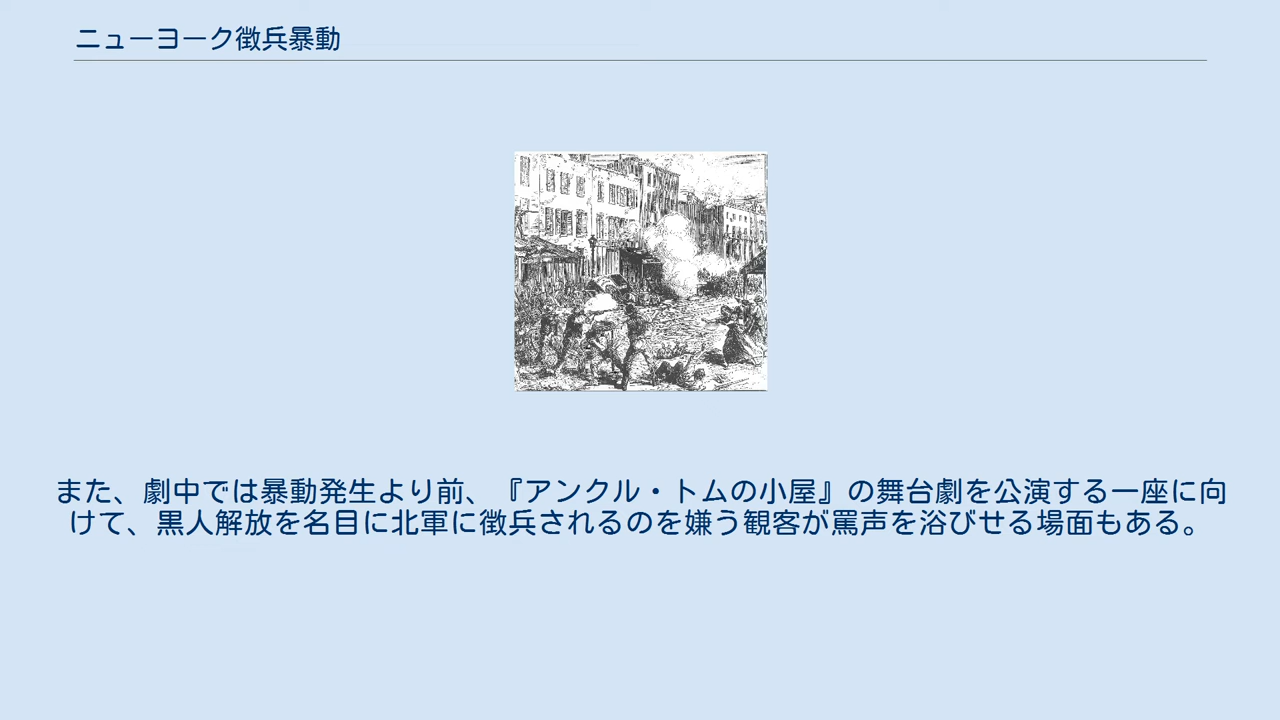 ニューヨーク徴兵暴動
また、劇中では暴動発生より前、『アンクル・トムの小屋』の舞台劇を公演する一座に向
けて、黒人解放を名目に北軍に徴兵されるのを嫌う観客が罵声を浴びせる場面もある。